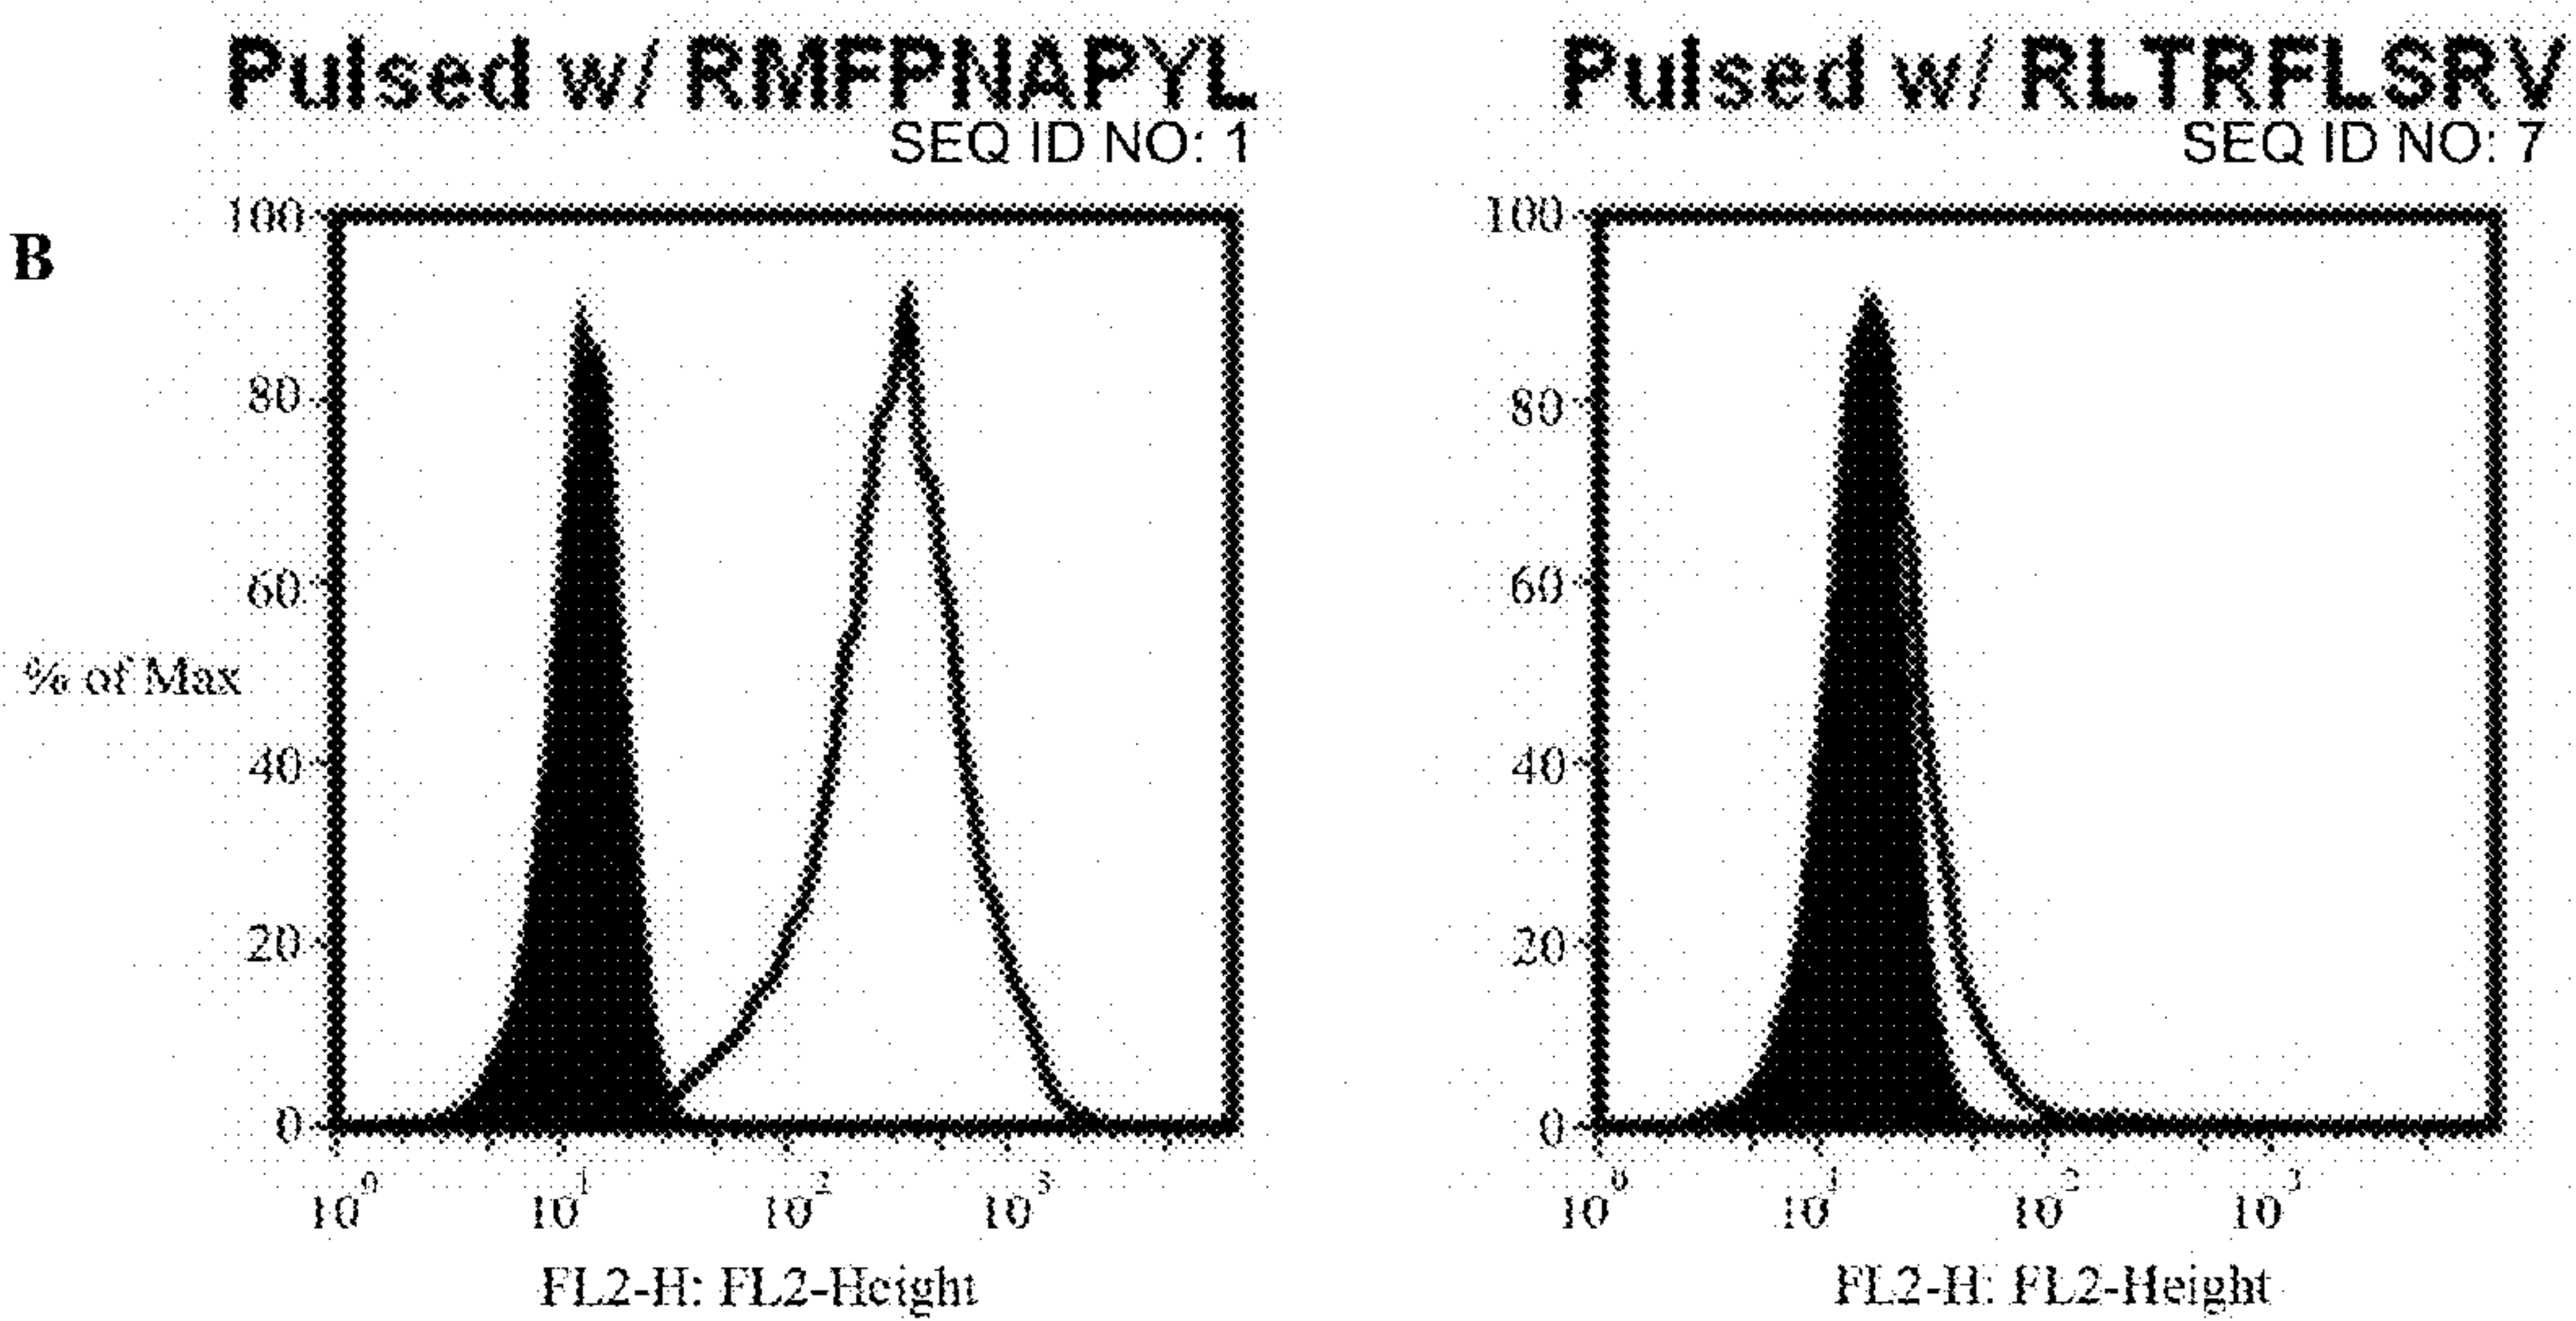 Pulsed w/ RMFPNAPYL
SEQ ID NO: 1
Pulsed w/ RLTRFLSRV
SEQ ID NO: 7
B
100
80
60
% of Max
40
20
0
10^0 10^1 10^2 10^3
FL2-H: FL2-Height
100
80
60
40
20
0
10^0 10^1 10^2 10^3
FL2-H: FL2-Height